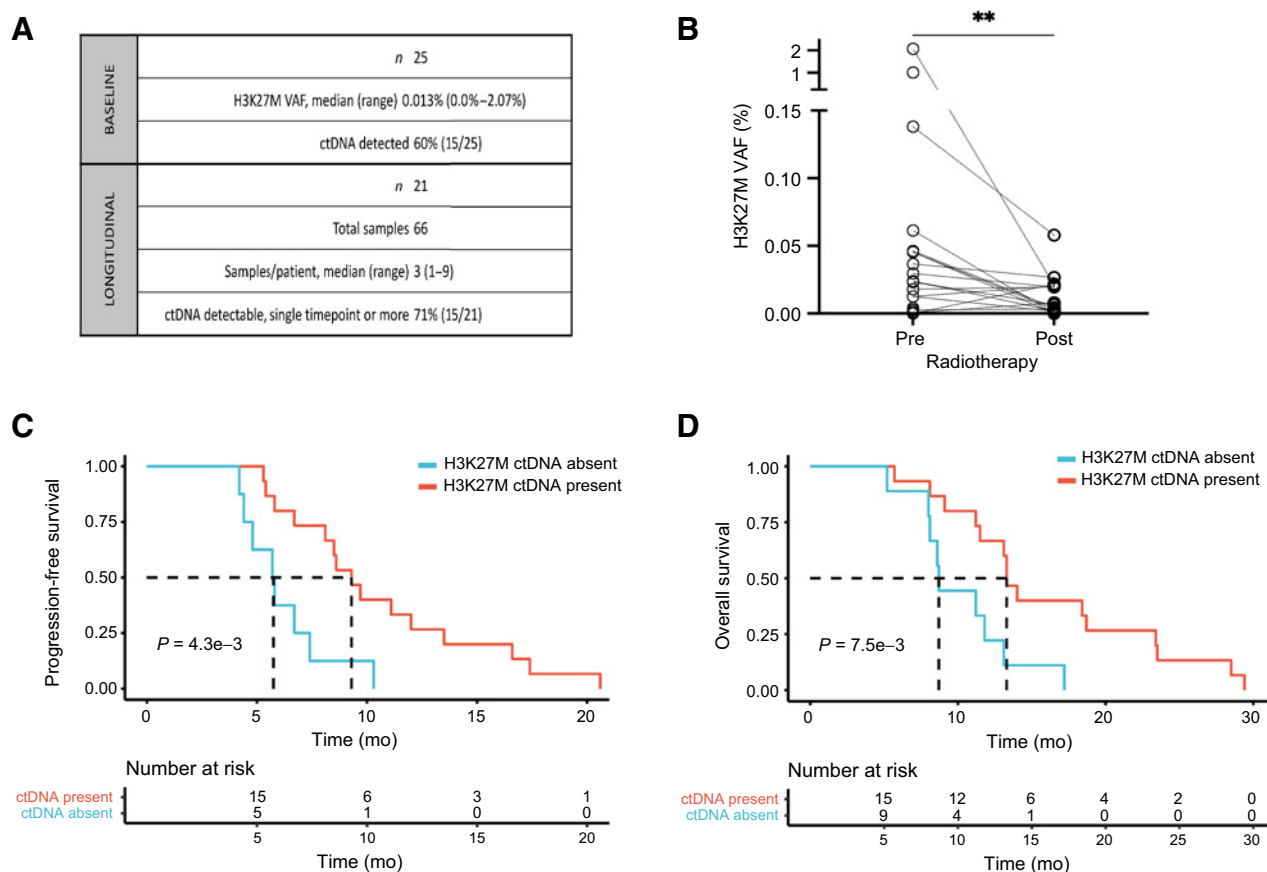 A
BASELINE
n 25
H3K27M VAF, median (range) 0.013% (0.0%–2.07%)
ctDNA detected 60% (15/25)
LONGITUDINAL
n 21
Total samples 66
Samples/patient, median (range) 3 (1–9)
ctDNA detectable, single timepoint or more 71% (15/21)
B
**
H3K27M VAF (%)
2
1
0.15
0.10
0.05
0.00
Pre Post
Radiotherapy
C
H3K27M ctDNA absent
H3K27M ctDNA present
Progression-free survival
1.00
0.75
0.50
0.25
0.00
P = 4.3e–3
0 5 10 15 20
Time (mo)
Number at risk
ctDNA present 15 6 3 1
ctDNA absent 5 1 0 0
5 10 15 20
Time (mo)
D
H3K27M ctDNA absent
H3K27M ctDNA present
Overall survival
1.00
0.75
0.50
0.25
0.00
P = 7.5e–3
0 10 20 30
Time (mo)
Number at risk
ctDNA present 15 12 6 4 2 0
ctDNA absent 9 4 1 0 0 0
5 10 15 20 25 30
Time (mo)